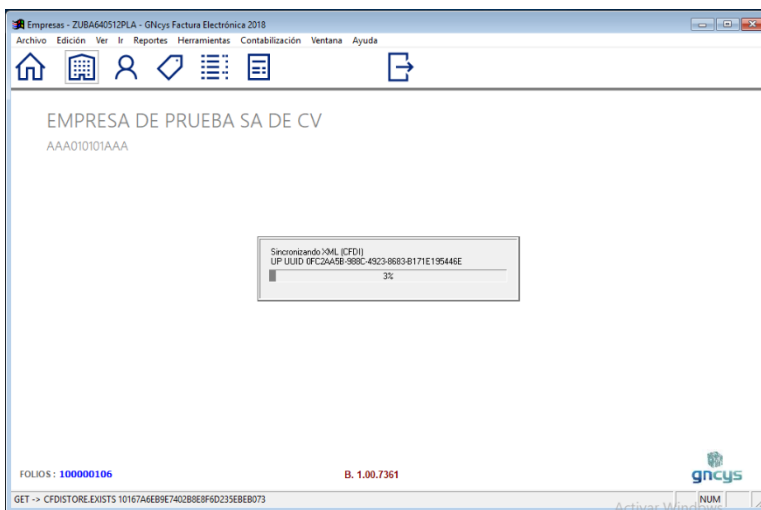 Empresas - ZUBA640512PLA - GNcys Factura Electrónica 2018
Archivo Edición Ver Ir Reportes Herramientas Contabilización Ventana Ayuda
EMPRESA DE PRUEBA SA DE CV
AAA010101AAA
Sincronizando XML (CFDI)
UP UUID 0FC2AA5B-988C-4923-8683-B171E195446E
3%
FOLIOS : 100000106
B. 1.00.7361
gncys
GET -> CFDISTORE.EXISTS 10167A6EB9E7402B8E8F6D235EBEB073
Activar Windows
NUM